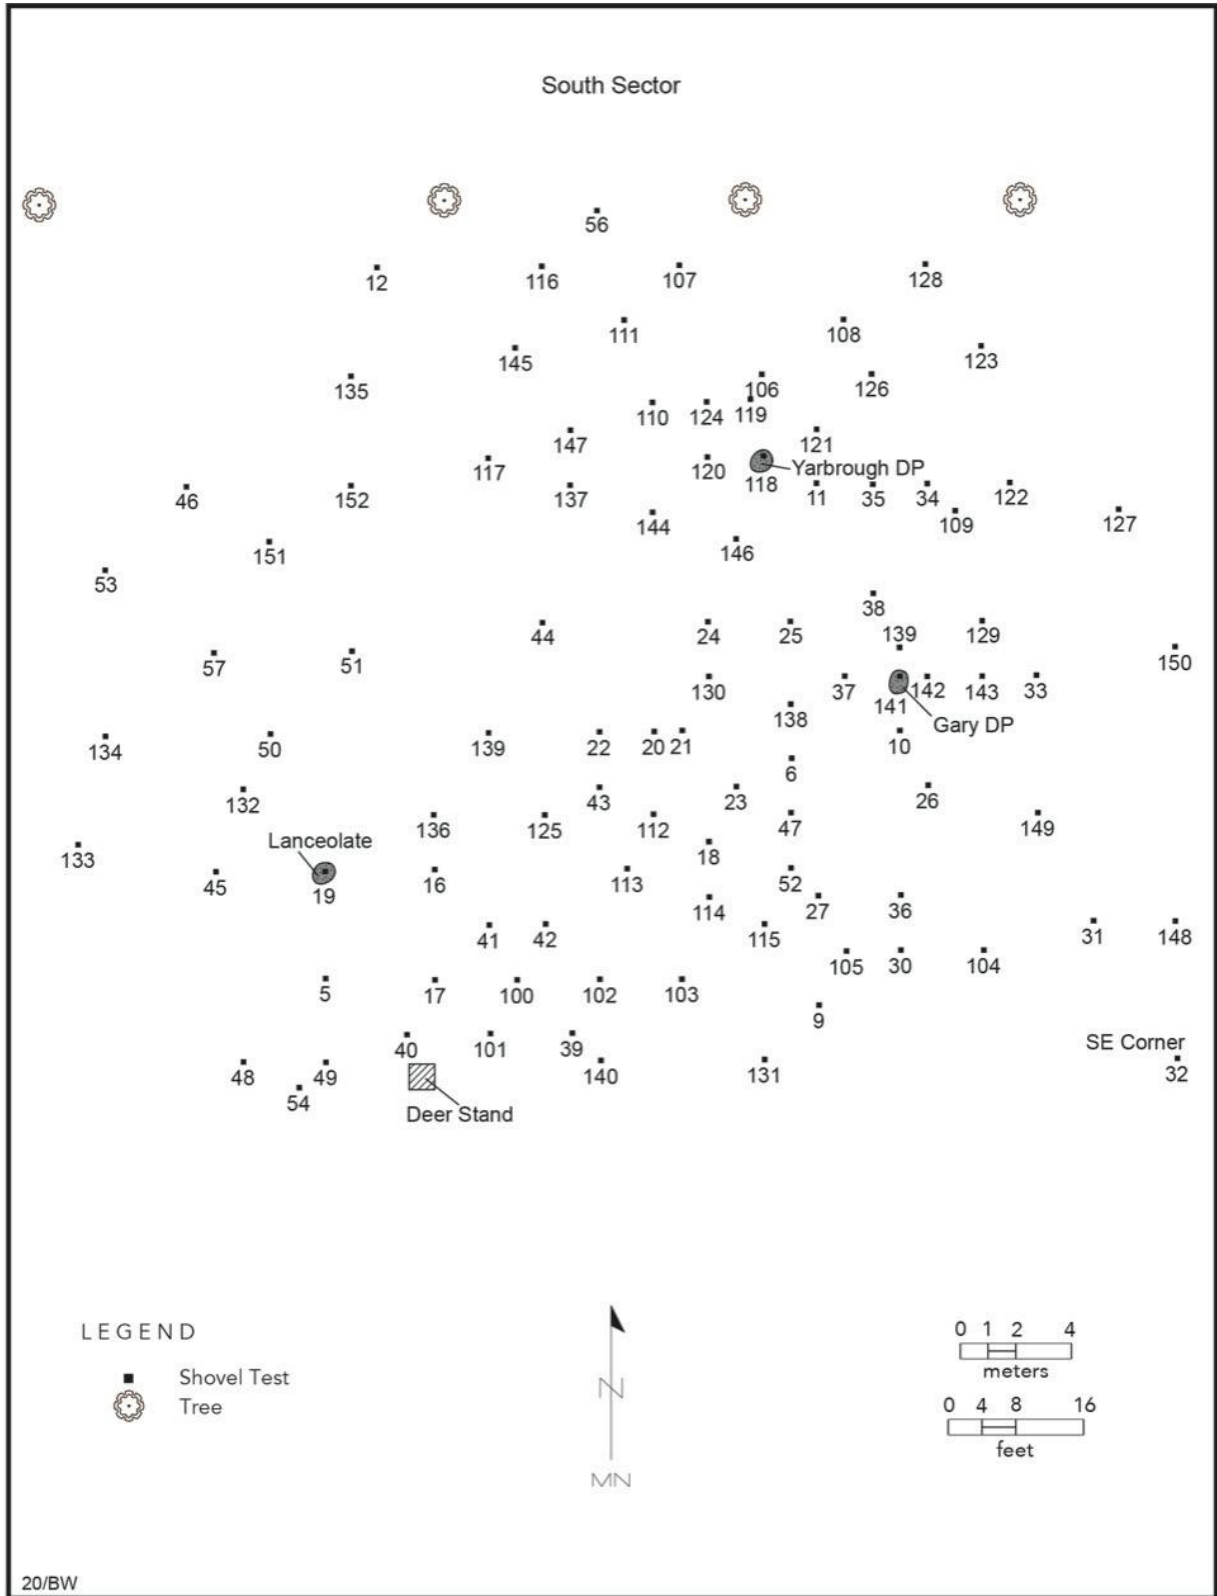 South Sector
56
12 116 107 128
111 108
145 123
135 106 126
110 124 119
147 121
117 120 Yarbrough DP
46 152 137 118 11 35 34 122
144 109 127
151 146
53
38
44 24 25 139 129
57 51 150
130 37 142 143 33
138 141 Gary DP
134 50 139 22 20 21 10
6
132 43 23 26
136 125 112 47 149
133 Lanceolate 18
45 19 16 113 52
114 27 36
41 42 115 31 148
105 30 104
5 17 100 102 103
9
40 101 39 SE Corner
48 49 140 131 32
54
Deer Stand
LEGEND
Shovel Test
Tree
N
MN
0 1 2 4
meters
0 4 8 16
feet
20/BW